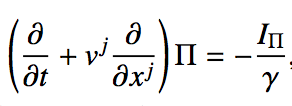 (∂/∂t + v^j ∂/∂x^j) Π = −I_Π/γ,